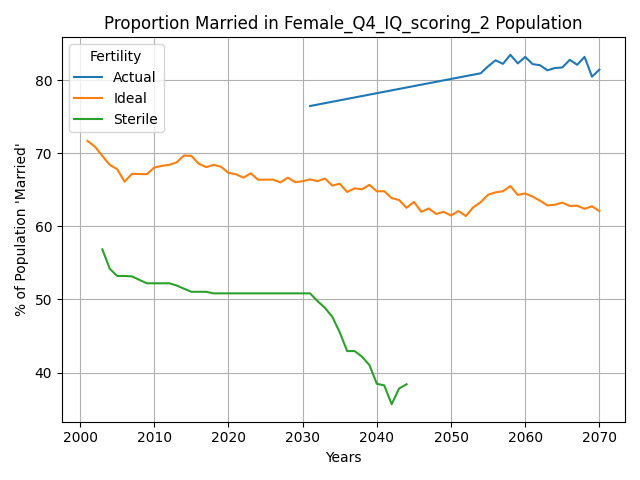 Proportion Married in Female_Q4_IQ_scoring_2 Population
Fertility
Actual
Ideal
Sterile
% of Population 'Married'
80
70
60
50
40
2000 2010 2020 2030 2040 2050 2060 2070
Years